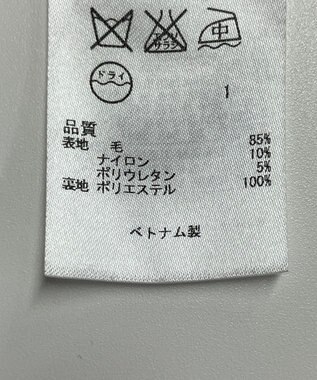 エンソサラシ 中
ドライ
1
品質
表地 毛 85%
ナイロン 10%
ポリウレタン 5%
裏地 ポリエステル 100%
ベトナム製